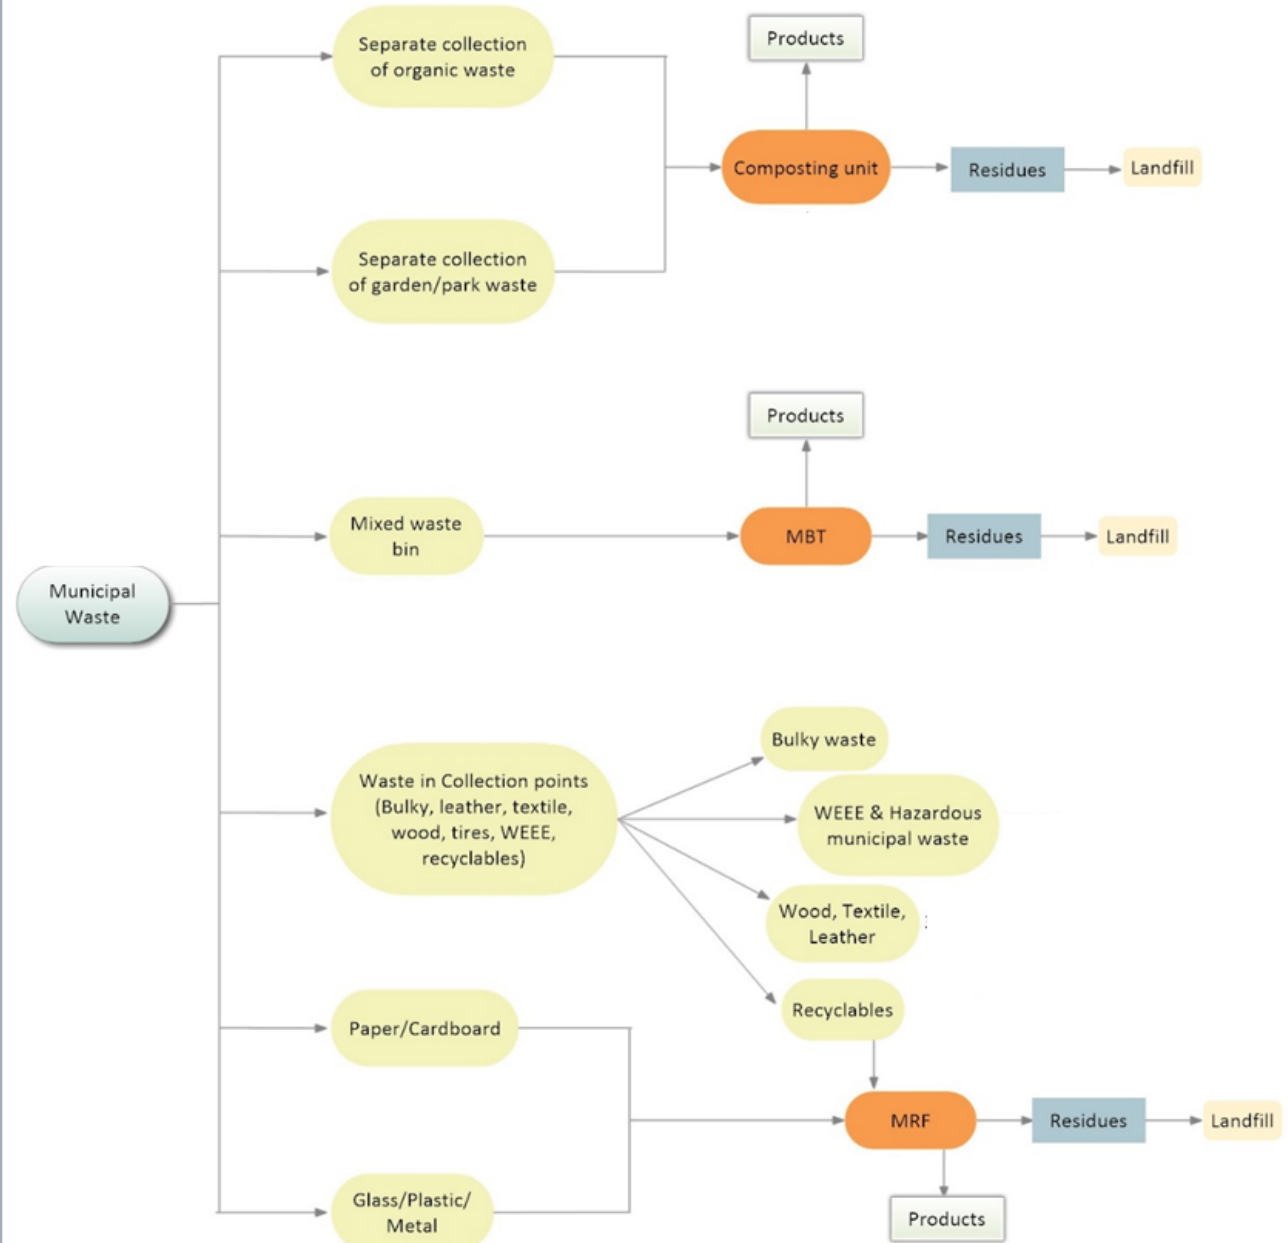 Products
Separate collection
of organic waste
Composting unit
Residues
Landfill
Separate collection
of garden/park waste
Products
Mixed waste
bin
MBT
Residues
Landfill
Municipal
Waste
Bulky waste
Waste in Collection points
(Bulky, leather, textile,
wood, tires, WEEE,
recyclables)
WEEE & Hazardous
municipal waste
Wood, Textile,
Leather
Recyclables
Paper/Cardboard
MRF
Residues
Landfill
Glass/Plastic/
Metal
Products